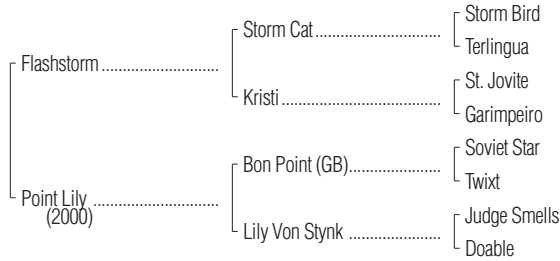 Storm Bird
Storm Cat
Terlingua
Flashstorm
St. Jovite
Kristi
Garimpeiro
Soviet Star
Bon Point (GB)
Twixt
Point Lily
(2000)
Judge Smells
Lily Von Stynk
Doable